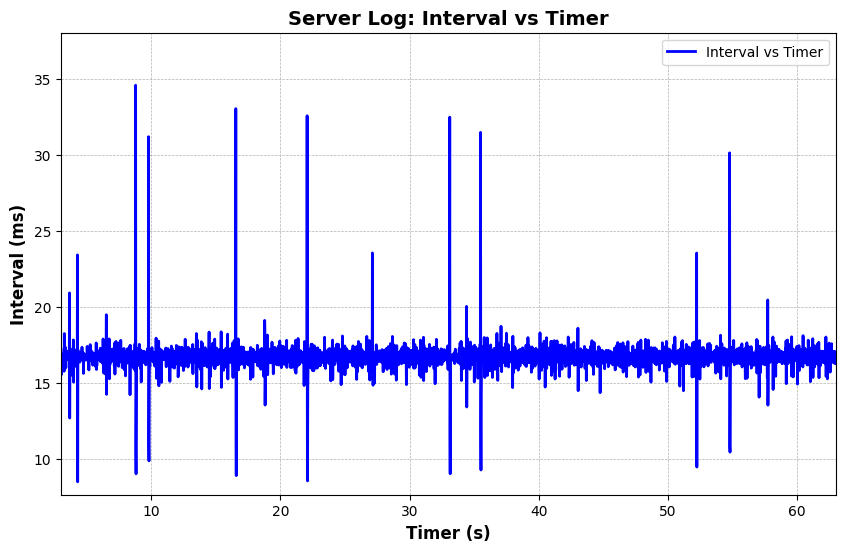 Server Log: Interval vs Timer
Interval vs Timer
35
30
25
20
15
10
Interval (ms)
10 20 30 40 50 60
Timer (s)